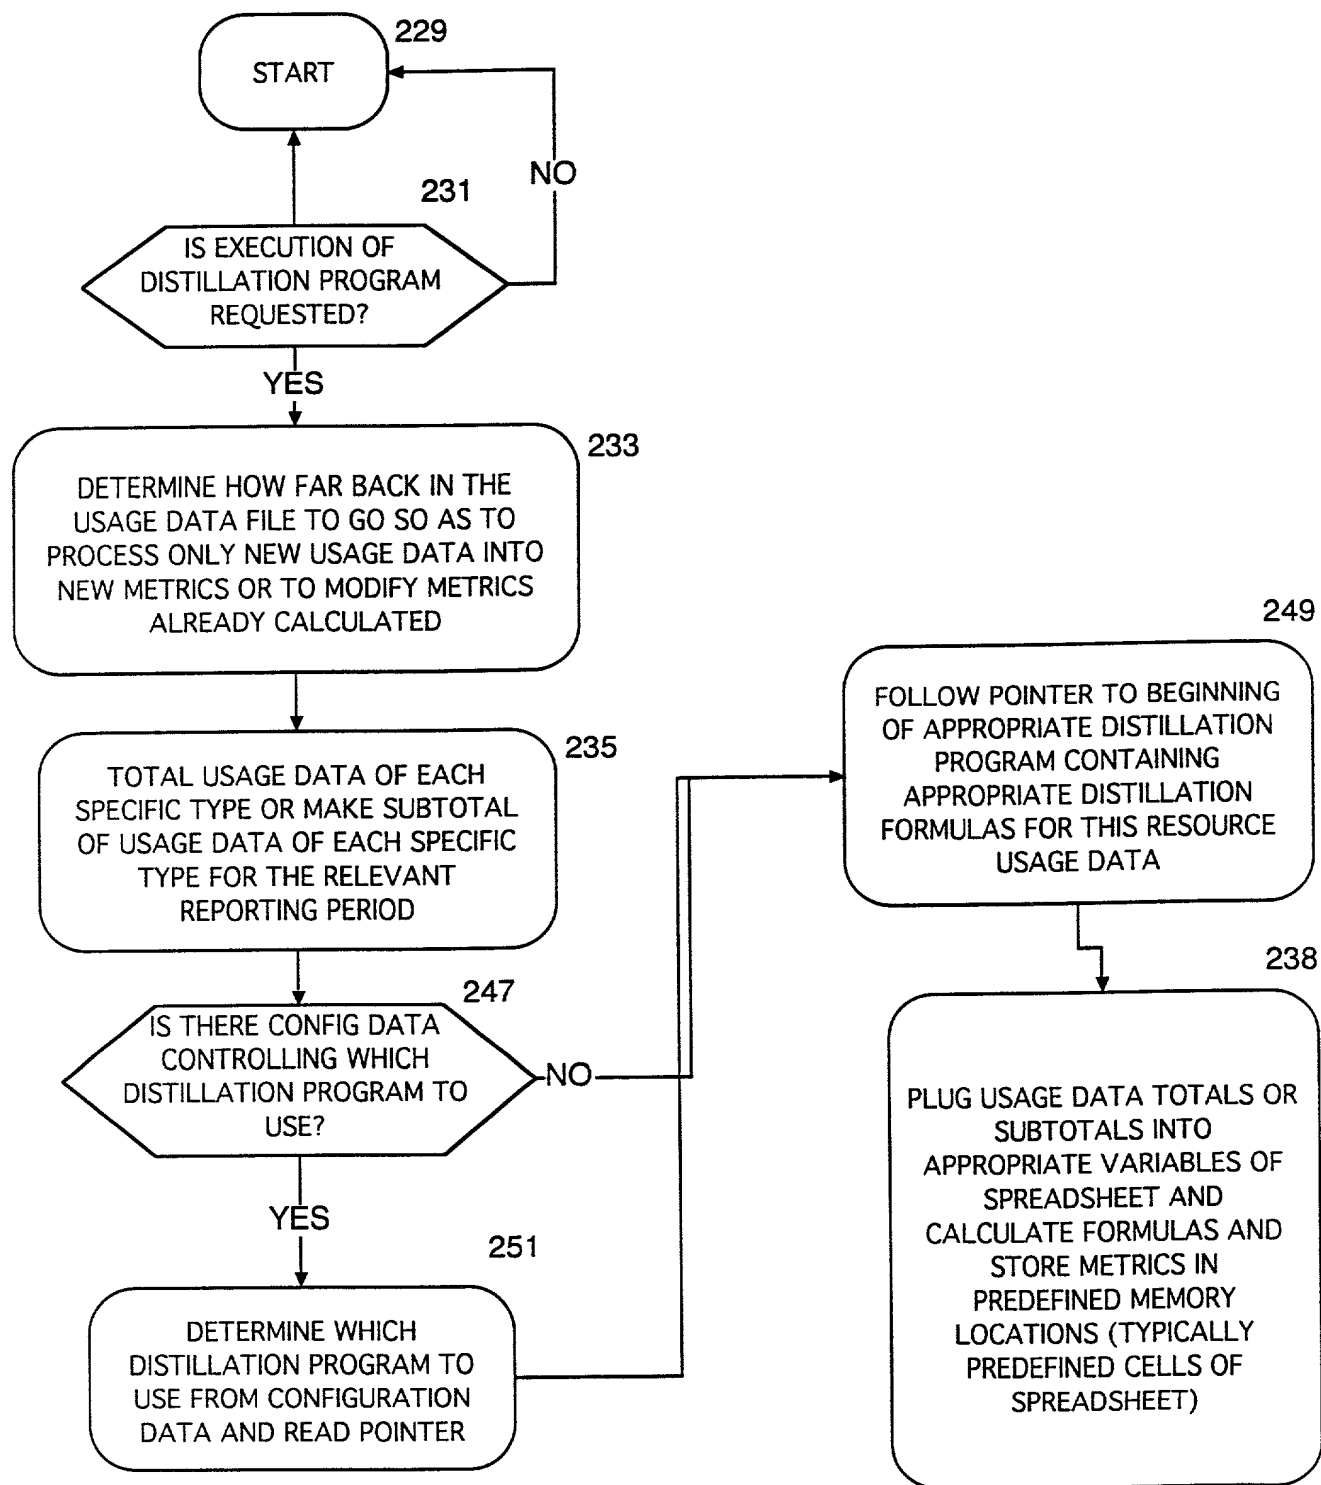 229
START
NO
231
IS EXECUTION OF
DISTILLATION PROGRAM
REQUESTED?
YES
233
DETERMINE HOW FAR BACK IN THE
USAGE DATA FILE TO GO SO AS TO
PROCESS ONLY NEW USAGE DATA INTO
NEW METRICS OR TO MODIFY METRICS
ALREADY CALCULATED
235
TOTAL USAGE DATA OF EACH
SPECIFIC TYPE OR MAKE SUBTOTAL
OF USAGE DATA OF EACH SPECIFIC
TYPE FOR THE RELEVANT
REPORTING PERIOD
247
IS THERE CONFIG DATA
CONTROLLING WHICH
DISTILLATION PROGRAM TO
USE?
NO
YES
251
DETERMINE WHICH
DISTILLATION PROGRAM TO
USE FROM CONFIGURATION
DATA AND READ POINTER
249
FOLLOW POINTER TO BEGINNING
OF APPROPRIATE DISTILLATION
PROGRAM CONTAINING
APPROPRIATE DISTILLATION
FORMULAS FOR THIS RESOURCE
USAGE DATA
238
PLUG USAGE DATA TOTALS OR
SUBTOTALS INTO
APPROPRIATE VARIABLES OF
SPREADSHEET AND
CALCULATE FORMULAS AND
STORE METRICS IN
PREDEFINED MEMORY
LOCATIONS (TYPICALLY
PREDEFINED CELLS OF
SPREADSHEET)